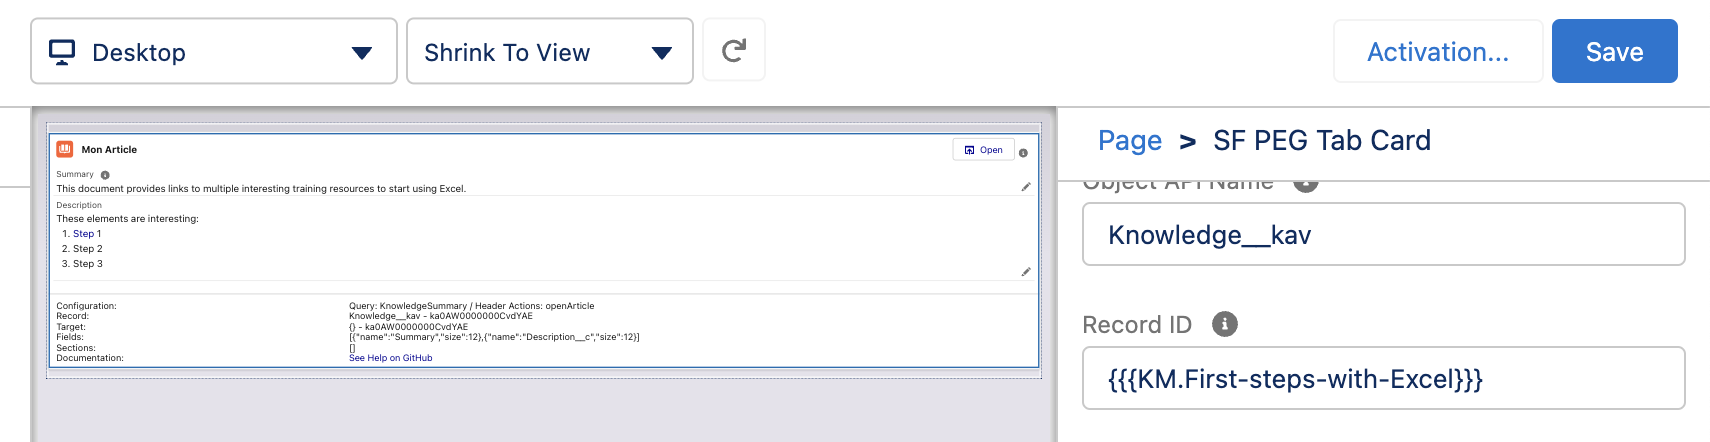 Desktop
Shrink To View
Activation...
Save
Page > SF PEG Tab Card
Object API Name
Knowledge__kav
Record ID
{{{KM.First-steps-with-Excel}}}
Mon Article
Open
Summary
This document provides links to multiple interesting training resources to start using Excel.
Description
These elements are interesting:
1. Step 1
2. Step 2
3. Step 3
Configuration: Query: KnowledgeSummary / Header Actions: openArticle
Record: Knowledge__kav - ka0AW0000000CvdYAE
Target: {} - ka0AW0000000CvdYAE
Fields: [{"name":"Summary","size":12},{"name":"Description__c","size":12}]
Sections: []
Documentation: See Help on GitHub